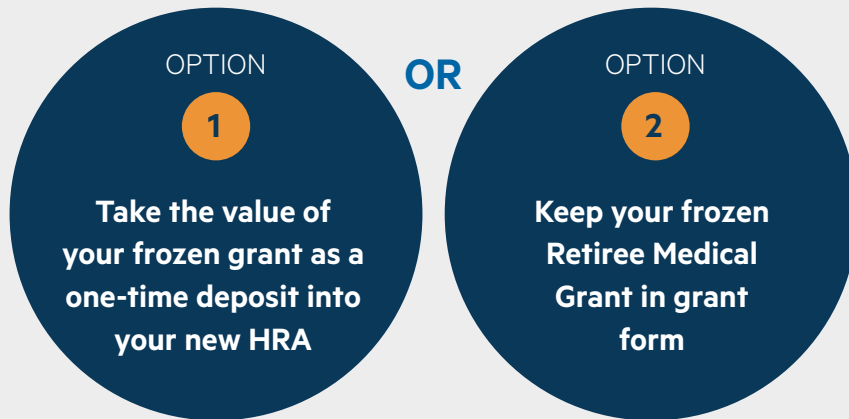 OPTION
1
Take the value of
your frozen grant as a
one-time deposit into
your new HRA
OR
OPTION
2
Keep your frozen
Retiree Medical
Grant in grant
form